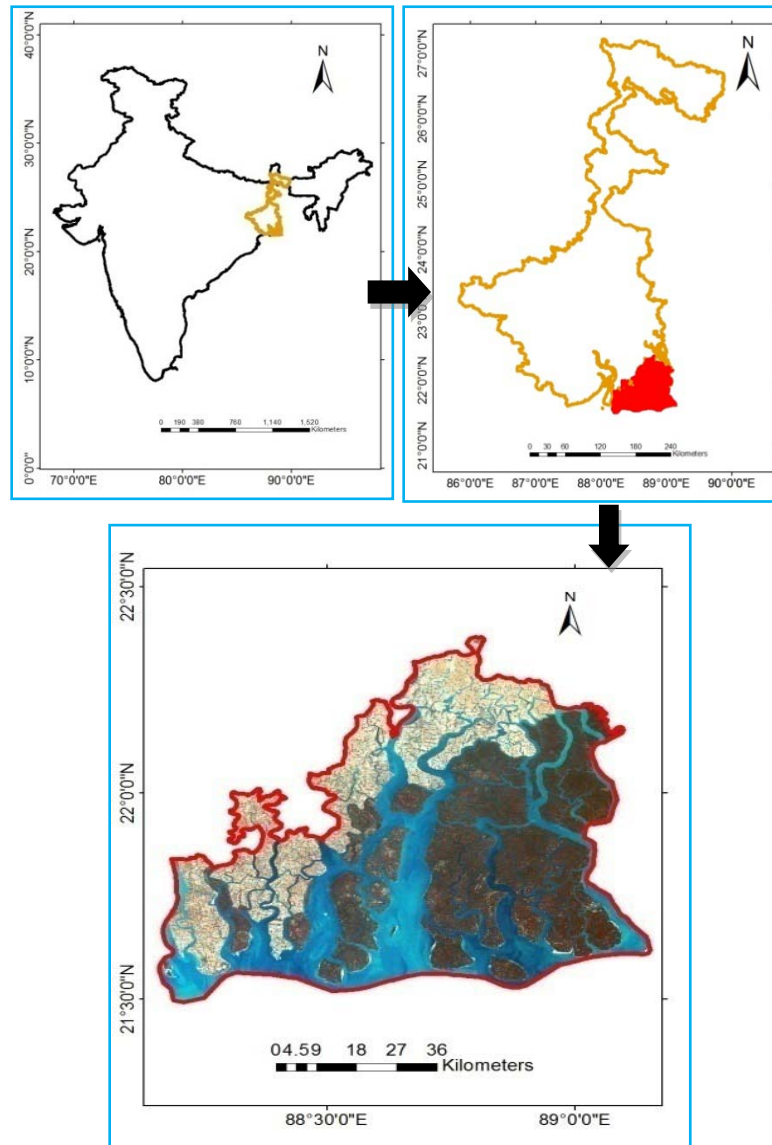 40°0'0"N
30°0'0"N
20°0'0"N
10°0'0"N
0°0'0"
N
0 190 380 760 1,140 1,520
Kilometers
70°0'0"E 80°0'0"E 90°0'0"E
27°0'0"N
26°0'0"N
25°0'0"N
24°0'0"N
23°0'0"N
22°0'0"N
21°0'0"N
N
0 30 60 120 180 240
Kilometers
86°0'0"E 87°0'0"E 88°0'0"E 89°0'0"E 90°0'0"E
22°30'0"N
22°0'0"N
21°30'0"N
N
04.59 18 27 36
Kilometers
88°30'0"E 89°0'0"E